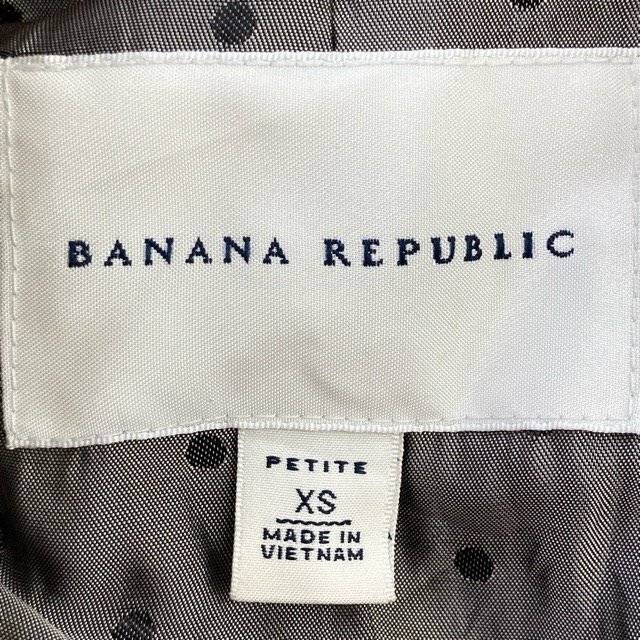 BANANA REPUBLIC
PETITE
XS
MADE IN
VIETNAM